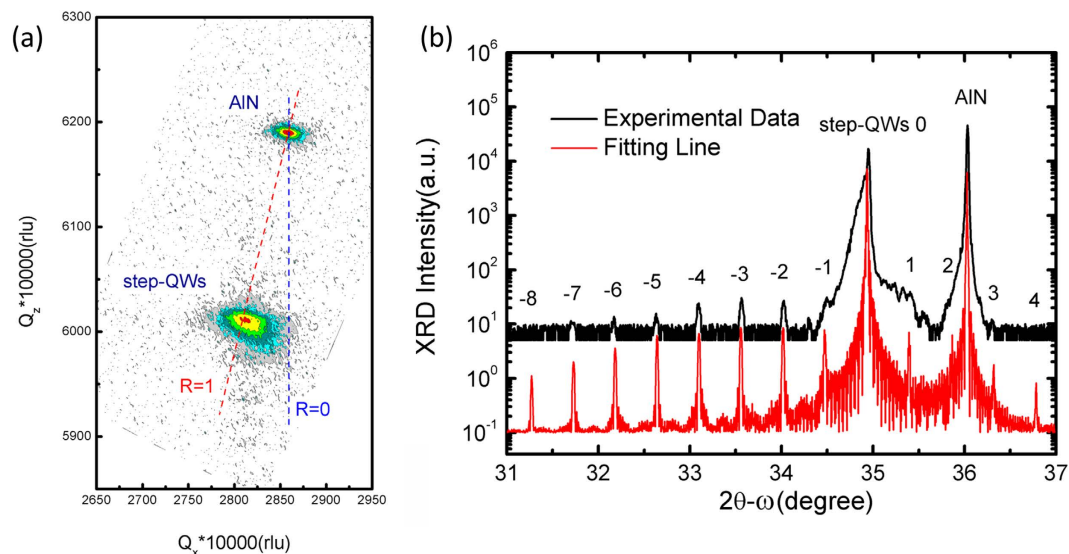 (a)
6300
6200
6100
6000
5900
Q_z*10000(rlu)
AlN
step-QWs
R=1
R=0
2650 2700 2750 2800 2850 2900 2950
Q_x*10000(rlu)
(b)
10^6
10^5
10^4
10^3
10^2
10^1
10^0
10^-1
XRD Intensity(a.u.)
Experimental Data
Fitting Line
step-QWs 0
AlN
-8 -7 -6 -5 -4 -3 -2 -1 1 2 3 4
31 32 33 34 35 36 37
2θ-ω(degree)